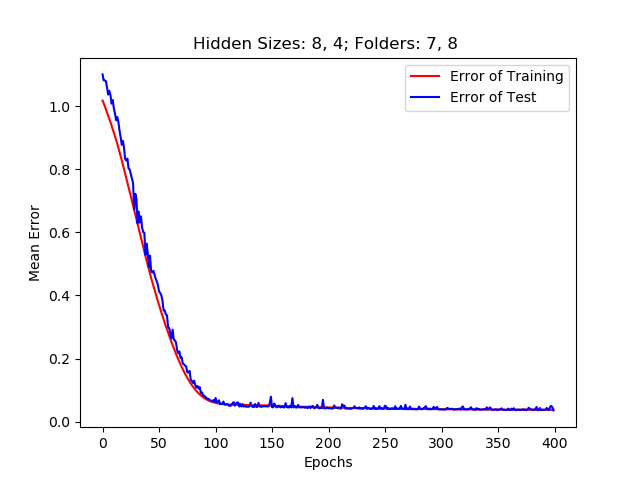 Hidden Sizes: 8, 4; Folders: 7, 8
Error of Training
Error of Test
Mean Error
1.0
0.8
0.6
0.4
0.2
0.0
0 50 100 150 200 250 300 350 400
Epochs